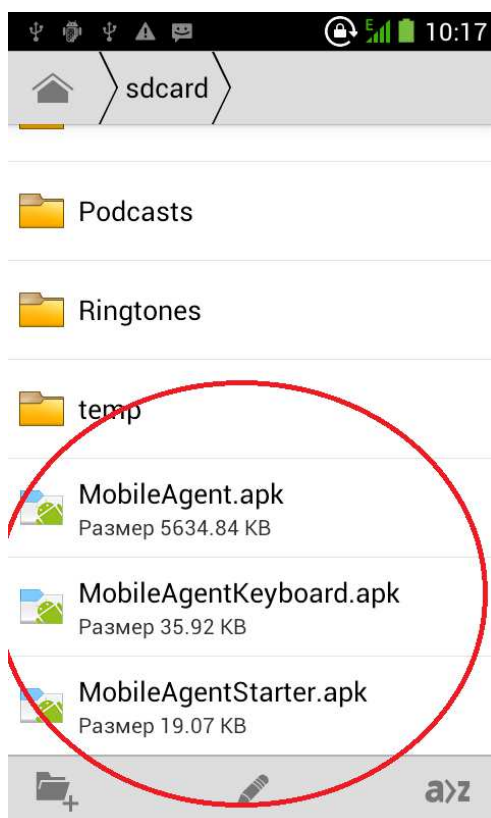 E 10:17
sdcard
Podcasts
Ringtones
temp
MobileAgent.apk
Размер 5634.84 KB
MobileAgentKeyboard.apk
Размер 35.92 KB
MobileAgentStarter.apk
Размер 19.07 KB
a>z